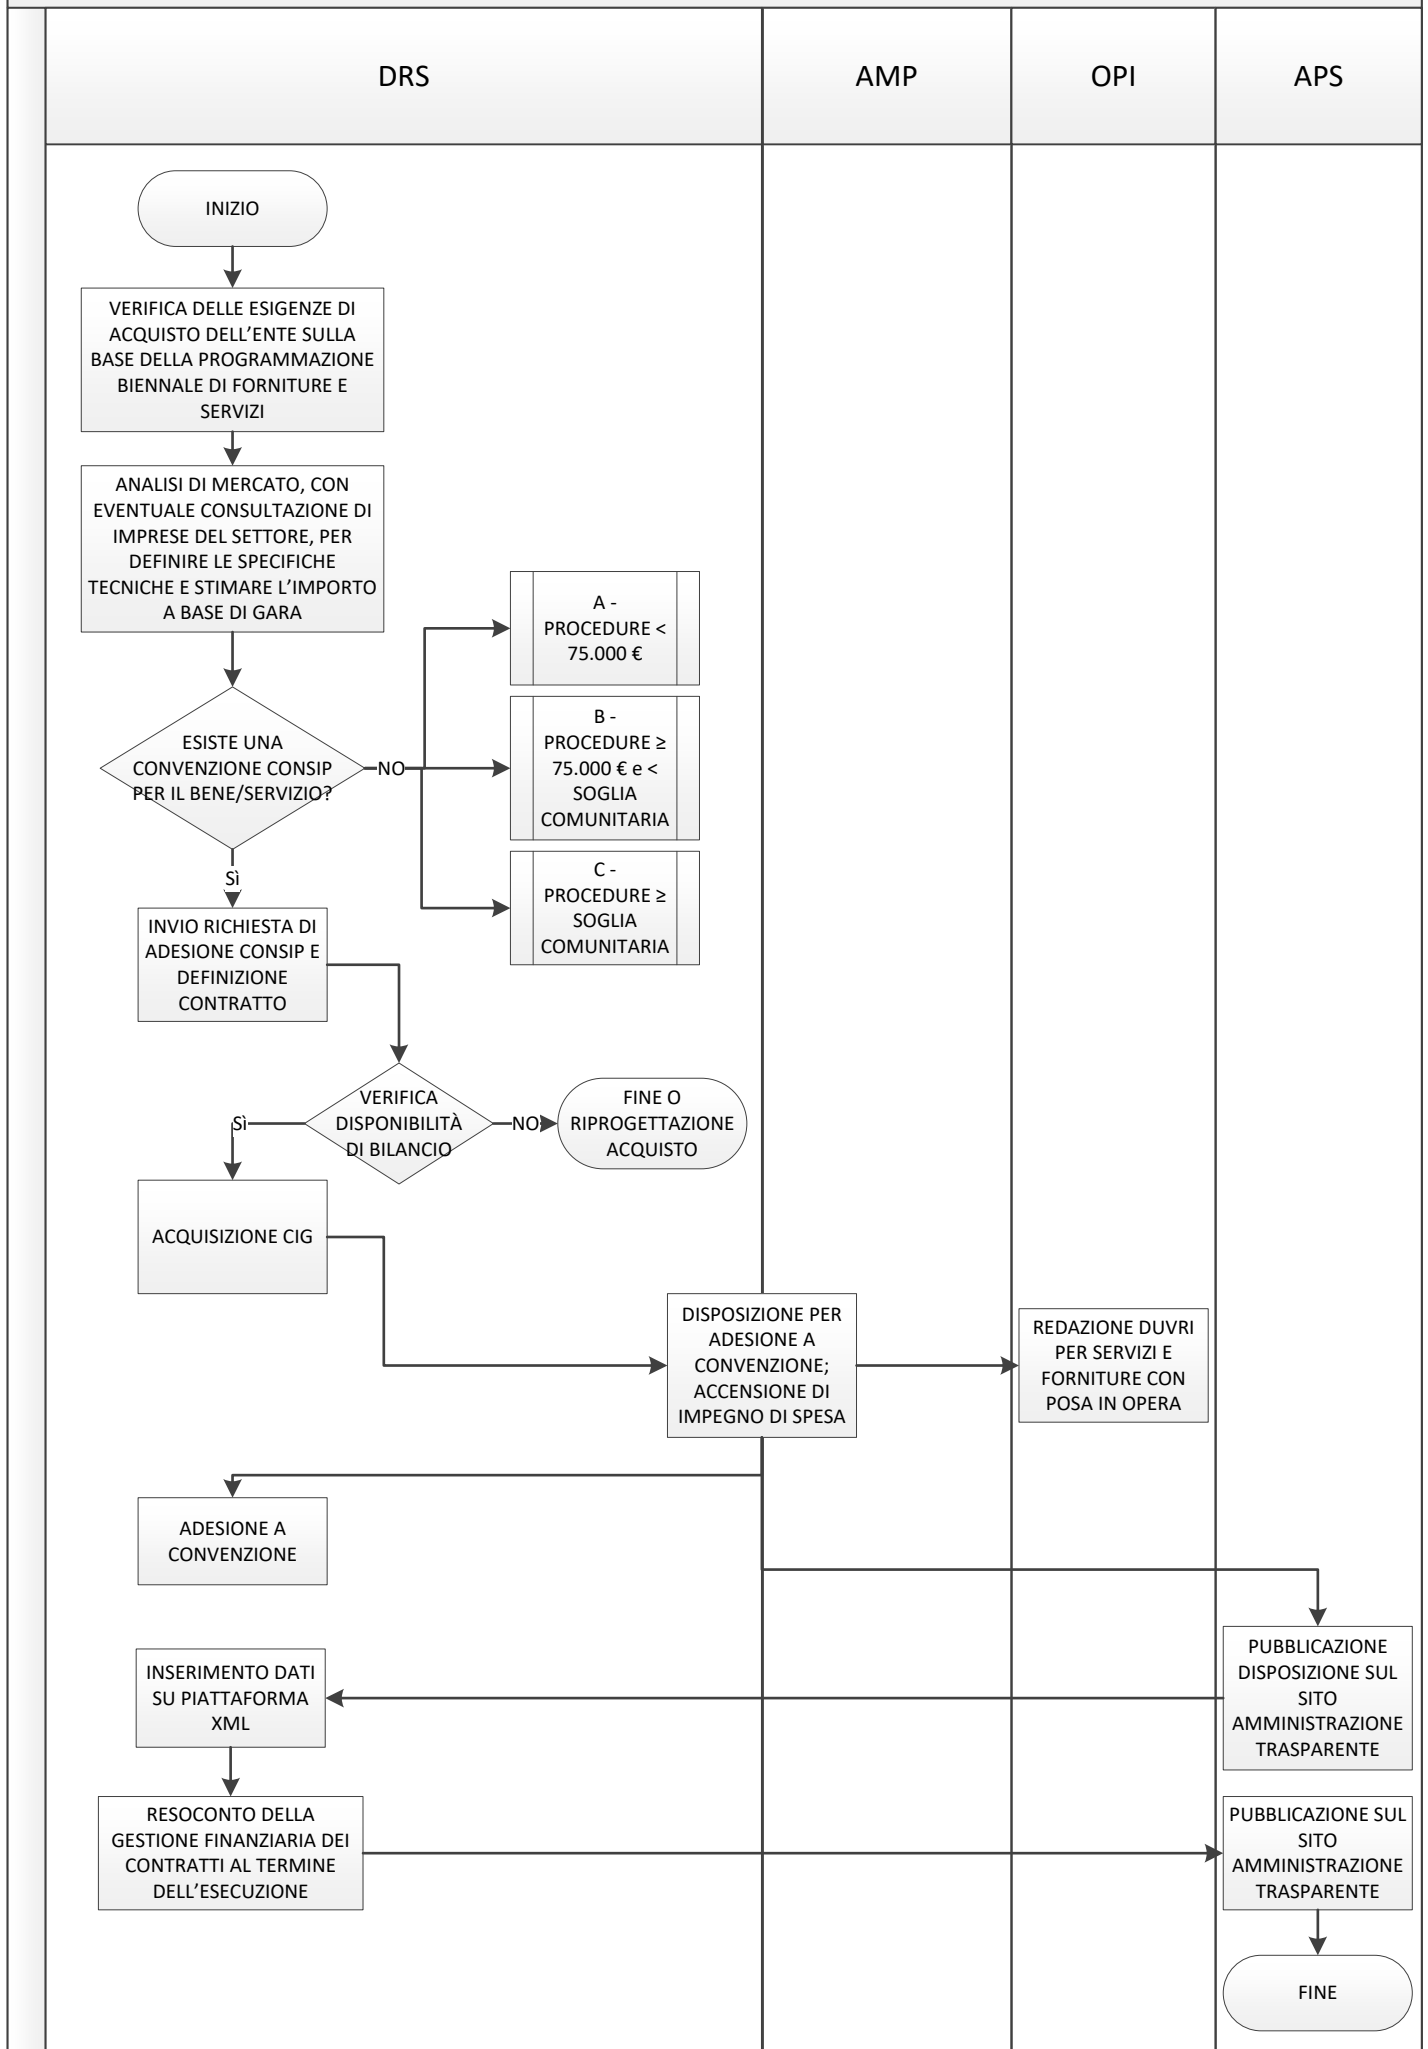 DRS
AMP
OPI
APS
INIZIO
VERIFICA DELLE ESIGENZE DI
ACQUISTO DELL’ENTE SULLA
BASE DELLA PROGRAMMAZIONE
BIENNALE DI FORNITURE E
SERVIZI
ANALISI DI MERCATO, CON
EVENTUALE CONSULTAZIONE DI
IMPRESE DEL SETTORE, PER
DEFINIRE LE SPECIFICHE
TECNICHE E STIMARE L’IMPORTO
A BASE DI GARA
A -
PROCEDURE <
75.000 €
ESISTE UNA
CONVENZIONE CONSIP
PER IL BENE/SERVIZIO?
NO
B -
PROCEDURE ≥
75.000 € e <
SOGLIA
COMUNITARIA
C -
PROCEDURE ≥
SOGLIA
COMUNITARIA
Sì
INVIO RICHIESTA DI
ADESIONE CONSIP E
DEFINIZIONE
CONTRATTO
VERIFICA
DISPONIBILITÀ
DI BILANCIO
Sì
NO
FINE O
RIPROGETTAZIONE
ACQUISTO
ACQUISIZIONE CIG
DISPOSIZIONE PER
ADESIONE A
CONVENZIONE;
ACCENSIONE DI
IMPEGNO DI SPESA
REDAZIONE DUVRI
PER SERVIZI E
FORNITURE CON
POSA IN OPERA
ADESIONE A
CONVENZIONE
PUBBLICAZIONE
DISPOSIZIONE SUL
SITO
AMMINISTRAZIONE
TRASPARENTE
INSERIMENTO DATI
SU PIATTAFORMA
XML
RESOCONTO DELLA
GESTIONE FINANZIARIA DEI
CONTRATTI AL TERMINE
DELL’ESECUZIONE
PUBBLICAZIONE SUL
SITO
AMMINISTRAZIONE
TRASPARENTE
FINE